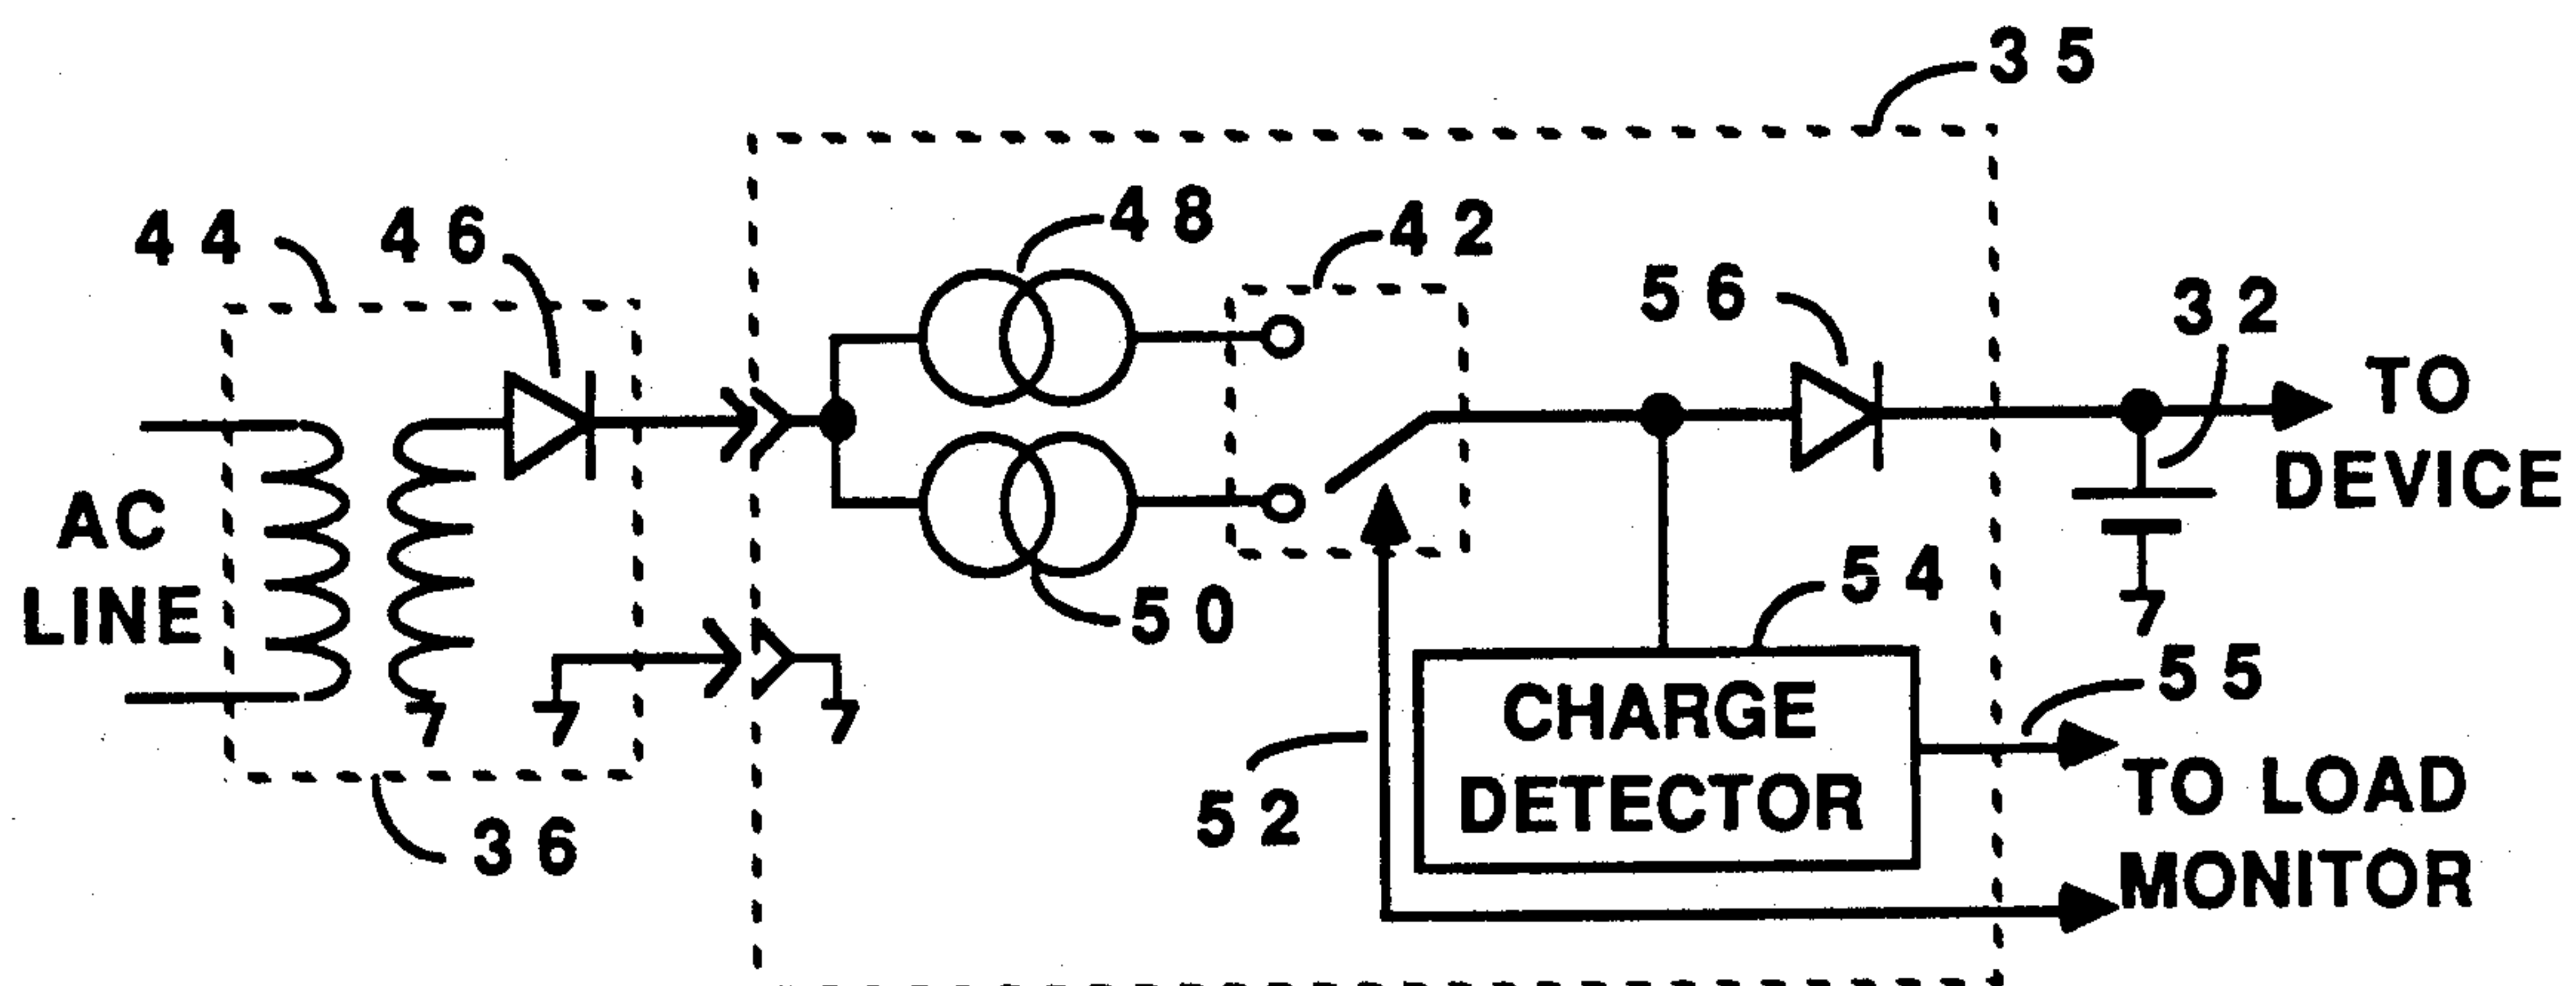 35
44
46
48
42
56
32
TO
DEVICE
AC
LINE
50
54
CHARGE
DETECTOR
55
52
36
TO LOAD
MONITOR